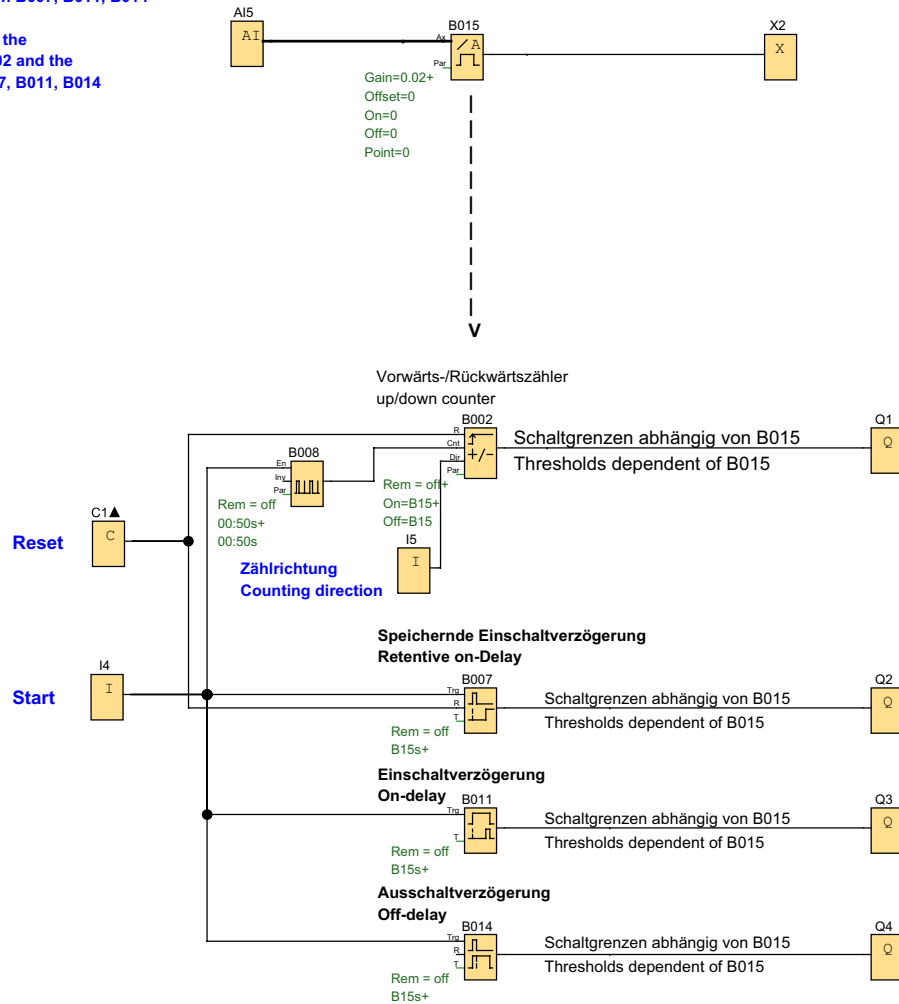 the
02 and the
7, B011, B014
AI5
AI
B015
Ax
A
Par
Gain=0.02+
Offset=0
On=0
Off=0
Point=0
X2
X
V
Vorwärts-/Rückwärtszähler
up/down counter
B002
R
Cnt
Dir
Par
+/-
Rem = off+
On=B15+
Off=B15
Schaltgrenzen abhängig von B015
Thresholds dependent of B015
Q1
Q
B008
En
Inv
Par
Rem = off
00:50s+
00:50s
C1
C
Reset
I5
I
Zählrichtung
Counting direction
Speichernde Einschaltverzögerung
Retentive on-Delay
I4
I
Start
B007
Trg
R
T
Rem = off
B15s+
Schaltgrenzen abhängig von B015
Thresholds dependent of B015
Q2
Q
Einschaltverzögerung
On-delay
B011
Trg
T
Rem = off
B15s+
Schaltgrenzen abhängig von B015
Thresholds dependent of B015
Q3
Q
Ausschaltverzögerung
Off-delay
B014
Trg
R
T
Rem = off
B15s+
Schaltgrenzen abhängig von B015
Thresholds dependent of B015
Q4
Q